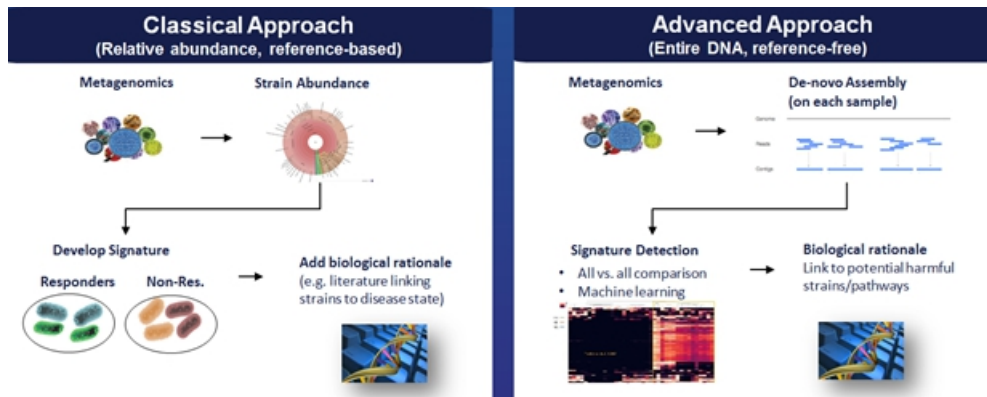 Classical Approach
(Relative abundance, reference-based)
Metagenomics
Strain Abundance
Develop Signature
Responders
Non-Res.
Add biological rationale
(e.g. literature linking
strains to disease state)
Advanced Approach
(Entire DNA, reference-free)
Metagenomics
De-novo Assembly
(on each sample)
Genome
Reads
Contigs
Signature Detection
• All vs. all comparison
• Machine learning
Biological rationale
Link to potential harmful
strains/pathways